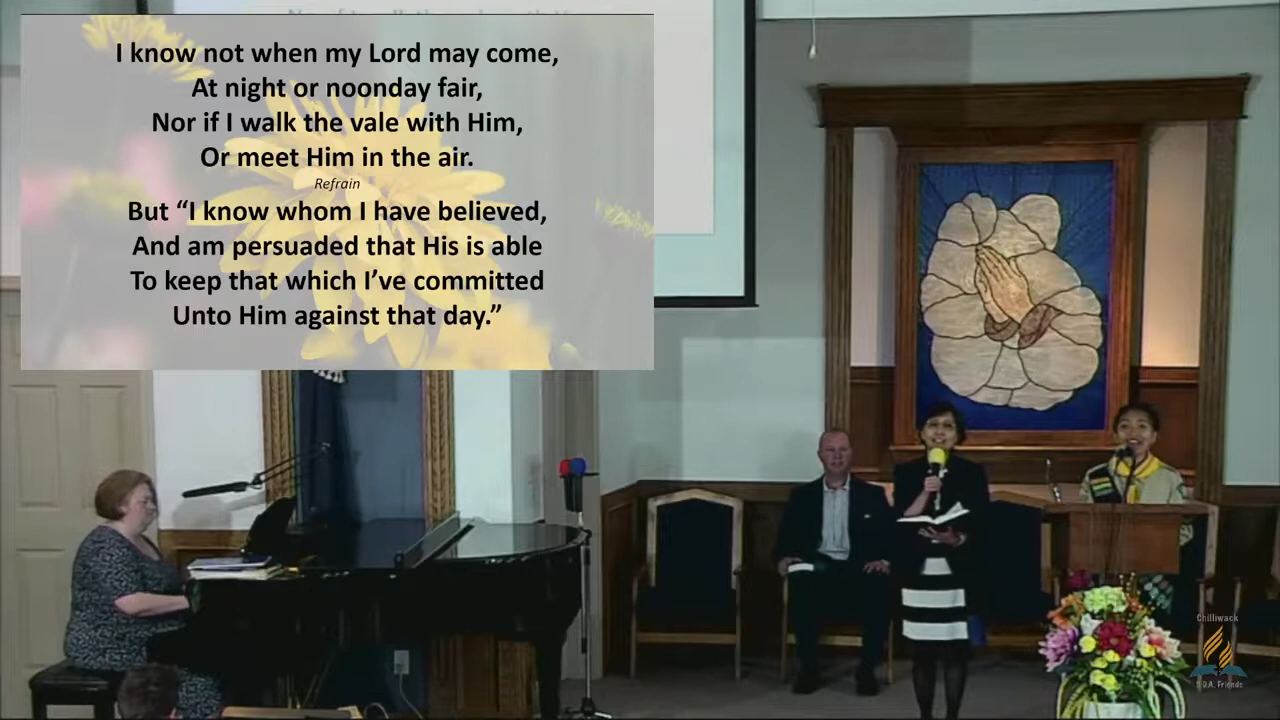 I know not when my Lord may come,
At night or noonday fair,
Nor if I walk the vale with Him,
Or meet Him in the air.
Refrain
But “I know whom I have believed,
And am persuaded that His is able
To keep that which I’ve committed
Unto Him against that day.”
Chilliwack
S.D.A. Friends